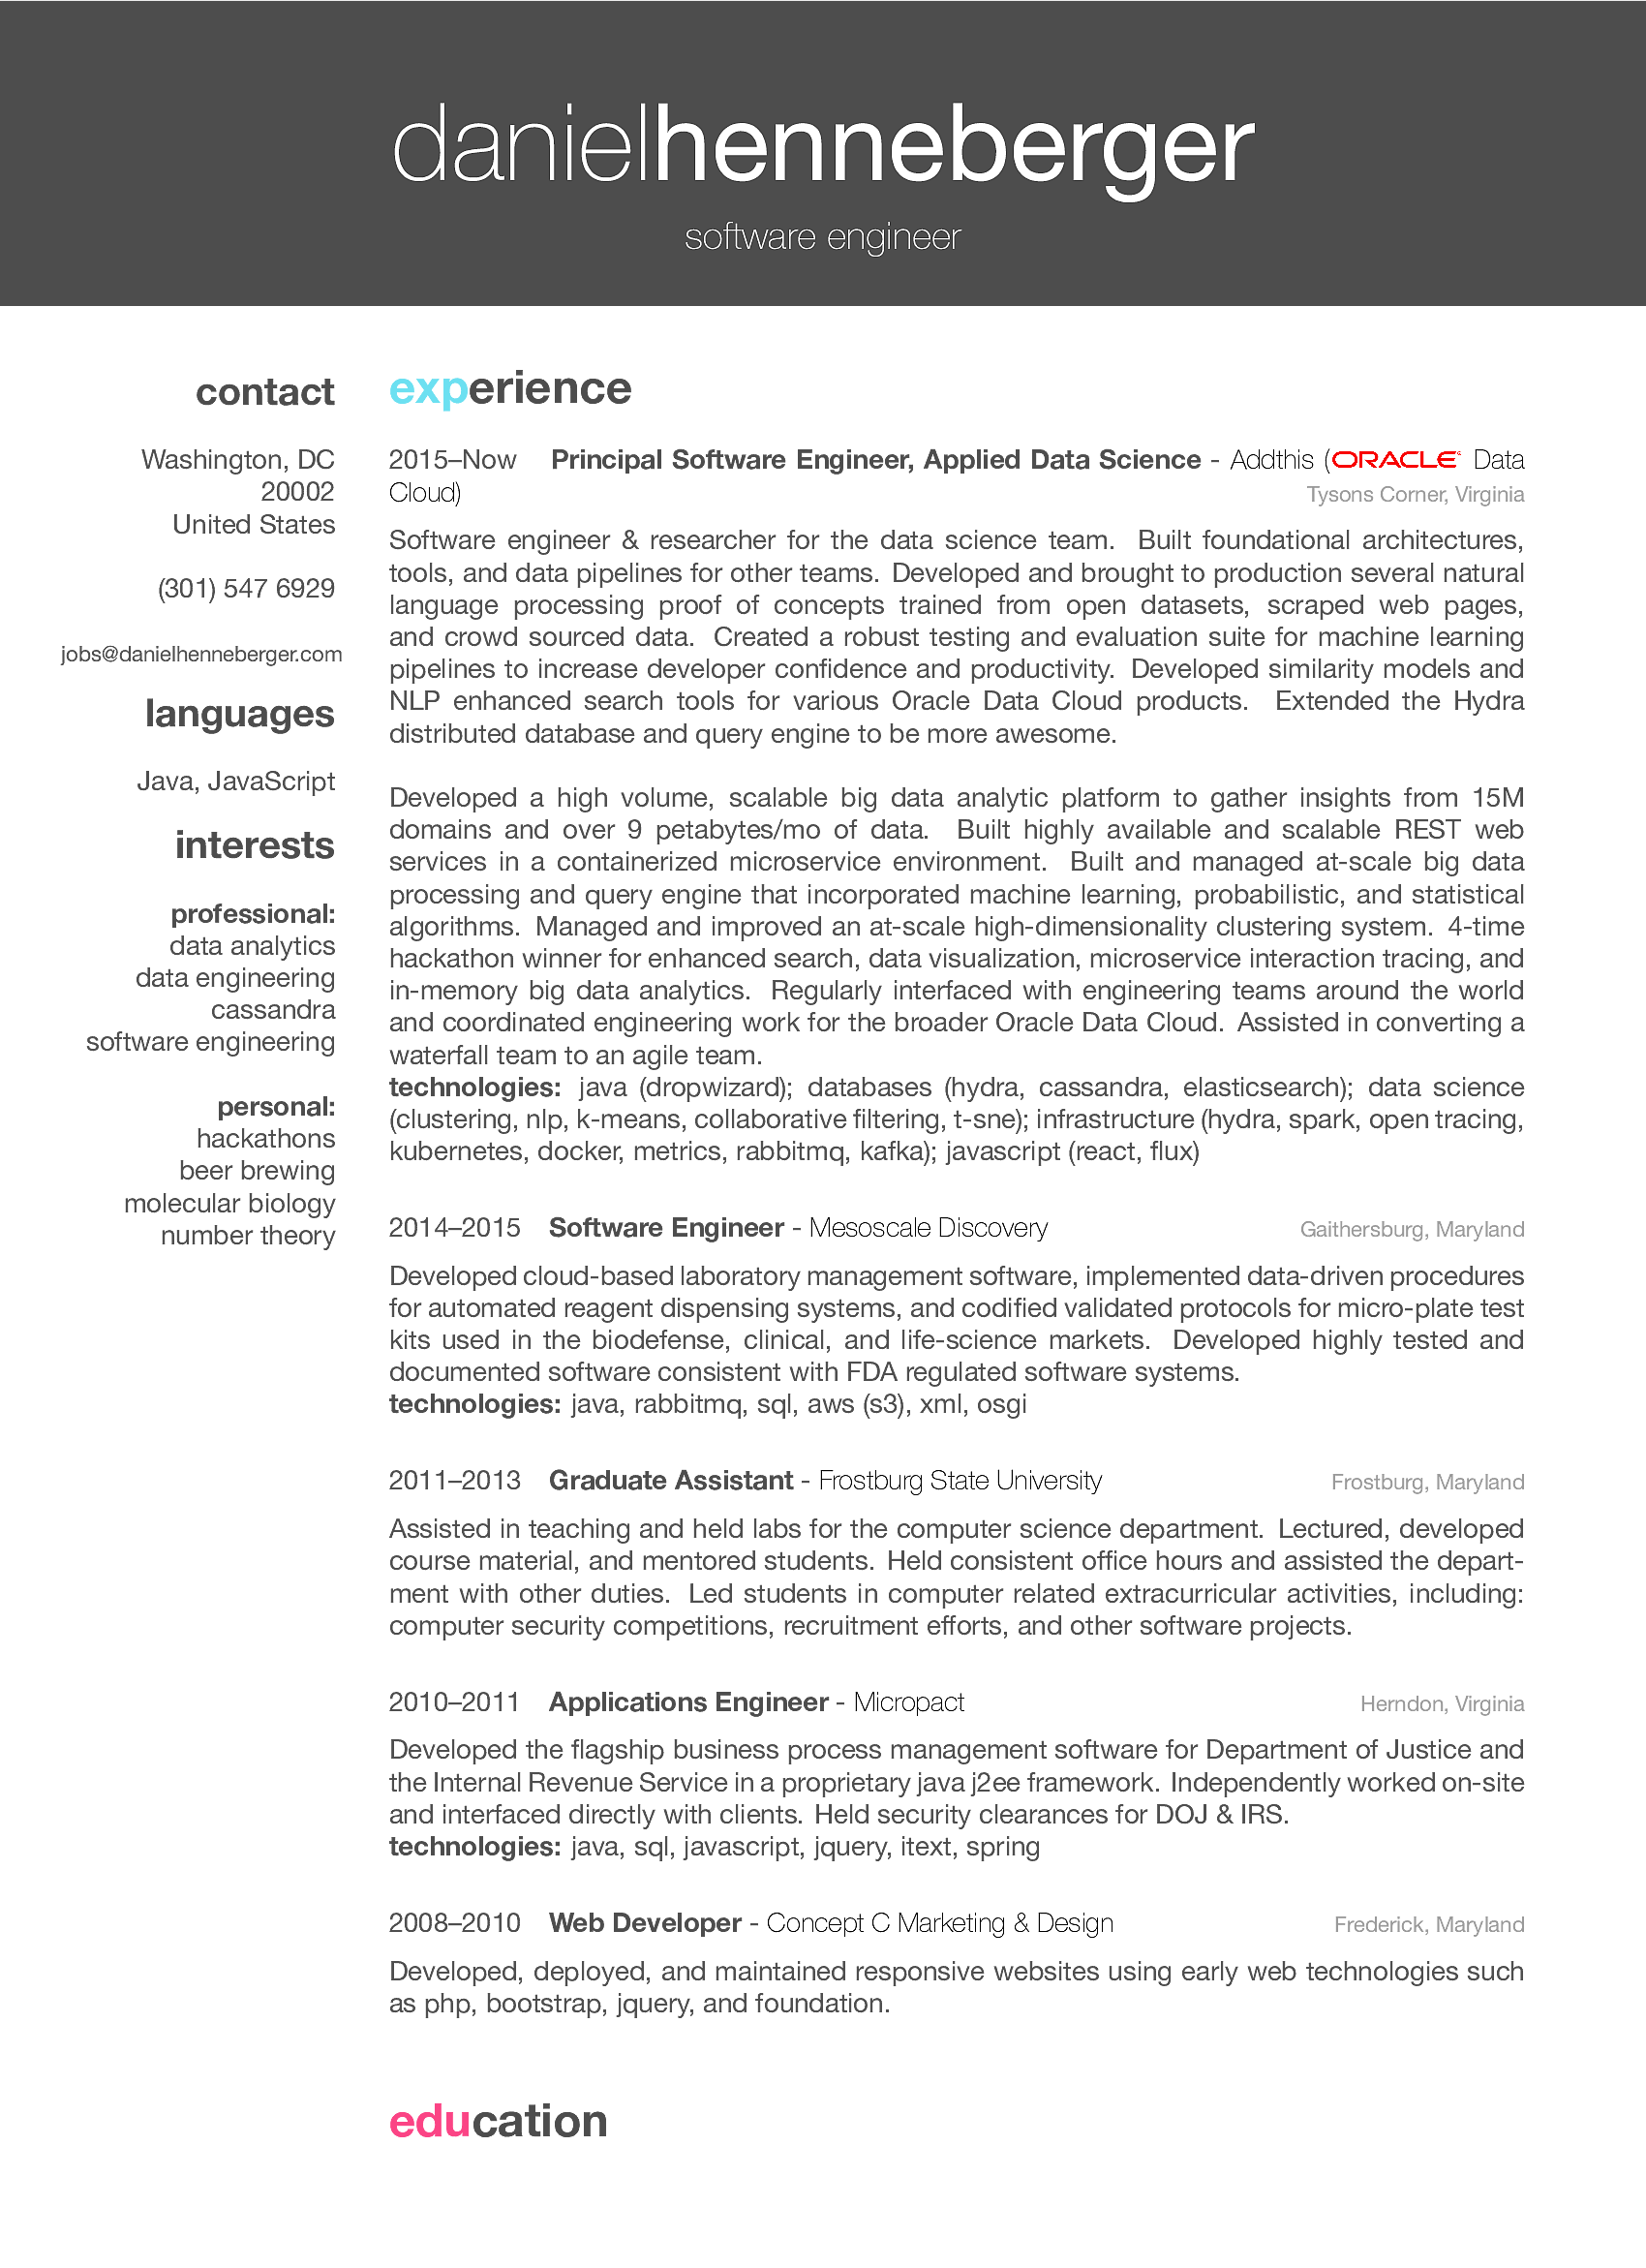 danielhenneberger
software engineer
contact
Washington, DC
20002
United States
(301) 547 6929
jobs@danielhenneberger.com
languages
Java, JavaScript
interests
professional:
data analytics
data engineering
cassandra
software engineering
personal:
hackathons
beer brewing
molecular biology
number theory
experience
2015–Now Principal Software Engineer, Applied Data Science - Addthis (ORACLE Data
Cloud) Tysons Corner, Virginia
Software engineer & researcher for the data science team. Built foundational architectures,
tools, and data pipelines for other teams. Developed and brought to production several natural
language processing proof of concepts trained from open datasets, scraped web pages,
and crowd sourced data. Created a robust testing and evaluation suite for machine learning
pipelines to increase developer confidence and productivity. Developed similarity models and
NLP enhanced search tools for various Oracle Data Cloud products. Extended the Hydra
distributed database and query engine to be more awesome.
Developed a high volume, scalable big data analytic platform to gather insights from 15M
domains and over 9 petabytes/mo of data. Built highly available and scalable REST web
services in a containerized microservice environment. Built and managed at-scale big data
processing and query engine that incorporated machine learning, probabilistic, and statistical
algorithms. Managed and improved an at-scale high-dimensionality clustering system. 4-time
hackathon winner for enhanced search, data visualization, microservice interaction tracing, and
in-memory big data analytics. Regularly interfaced with engineering teams around the world
and coordinated engineering work for the broader Oracle Data Cloud. Assisted in converting a
waterfall team to an agile team.
technologies: java (dropwizard); databases (hydra, cassandra, elasticsearch); data science
(clustering, nlp, k-means, collaborative filtering, t-sne); infrastructure (hydra, spark, open tracing,
kubernetes, docker, metrics, rabbitmq, kafka); javascript (react, flux)
2014–2015 Software Engineer - Mesoscale Discovery Gaithersburg, Maryland
Developed cloud-based laboratory management software, implemented data-driven procedures
for automated reagent dispensing systems, and codified validated protocols for micro-plate test
kits used in the biodefense, clinical, and life-science markets. Developed highly tested and
documented software consistent with FDA regulated software systems.
technologies: java, rabbitmq, sql, aws (s3), xml, osgi
2011–2013 Graduate Assistant - Frostburg State University Frostburg, Maryland
Assisted in teaching and held labs for the computer science department. Lectured, developed
course material, and mentored students. Held consistent office hours and assisted the depart-
ment with other duties. Led students in computer related extracurricular activities, including:
computer security competitions, recruitment efforts, and other software projects.
2010–2011 Applications Engineer - Micropact Herndon, Virginia
Developed the flagship business process management software for Department of Justice and
the Internal Revenue Service in a proprietary java j2ee framework. Independently worked on-site
and interfaced directly with clients. Held security clearances for DOJ & IRS.
technologies: java, sql, javascript, jquery, itext, spring
2008–2010 Web Developer - Concept C Marketing & Design Frederick, Maryland
Developed, deployed, and maintained responsive websites using early web technologies such
as php, bootstrap, jquery, and foundation.
education